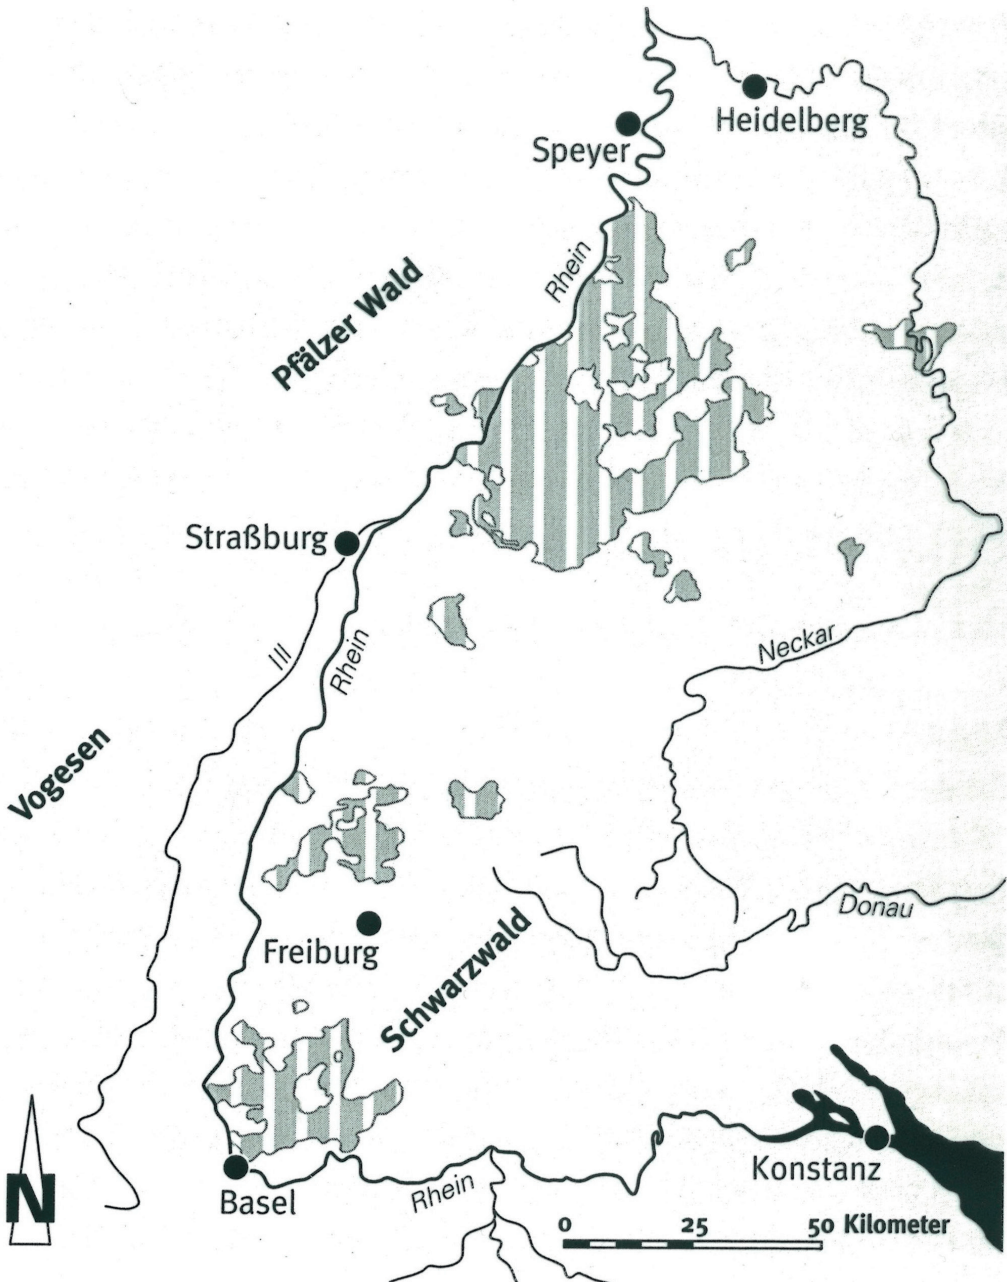 Heidelberg
Speyer
Rhein
Pfälzer Wald
Straßburg
Ill
Rhein
Neckar
Vogesen
Donau
Freiburg
Schwarzwald
Konstanz
N
Basel
Rhein
0 25 50 Kilometer